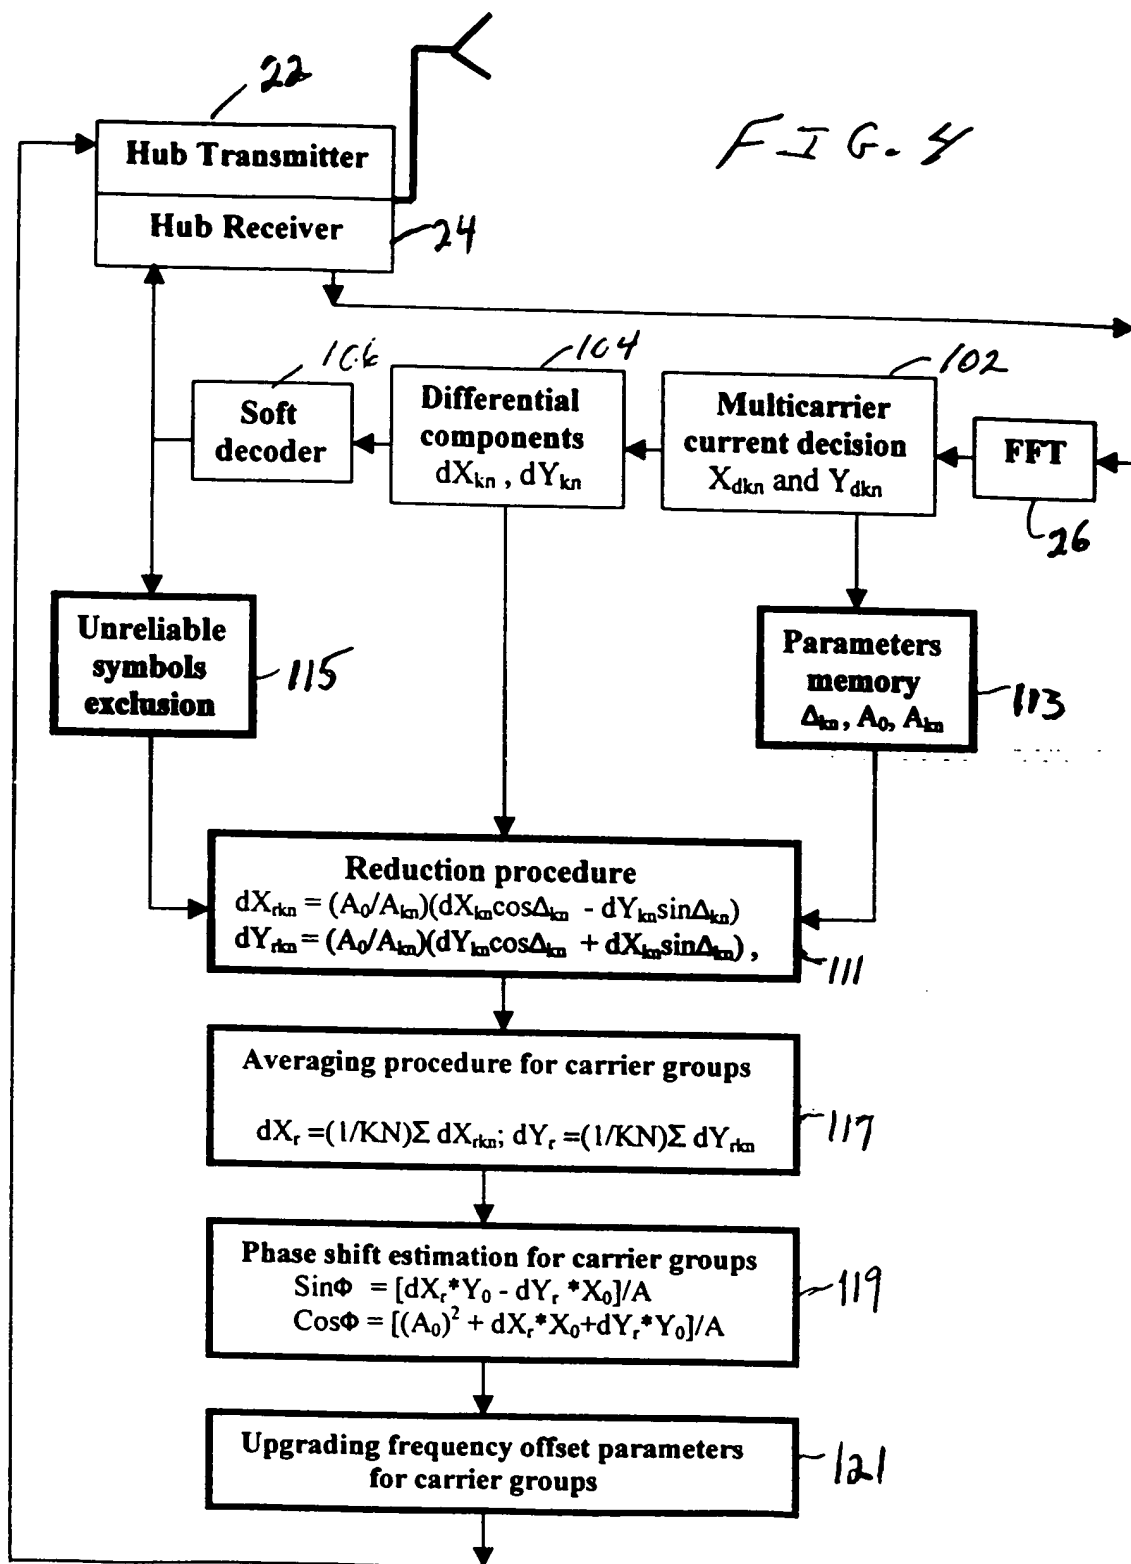 22
FIG. 4
Hub Transmitter
Hub Receiver
24
106
104
102
Soft
decoder
Differential
components
dXkn , dYkn
Multicarrier
current decision
Xdkn and Ydkn
FFT
26
Unreliable
symbols
exclusion
115
Parameters
memory
Δkn, A0, Akn
113
Reduction procedure
dXrkn = (A0/Akn)(dXkncosΔkn - dYknsinΔkn)
dYrkn = (A0/Akn)(dYkncosΔkn + dXknsinΔkn) ,
111
Averaging procedure for carrier groups
dXr =(1/KN)Σ dXrkn; dYr =(1/KN)Σ dYrkn
117
Phase shift estimation for carrier groups
SinΦ = [dXr*Y0 - dYr *X0]/A
CosΦ = [(A0)² + dXr*X0+dYr*Y0]/A
119
Upgrading frequency offset parameters
for carrier groups
121